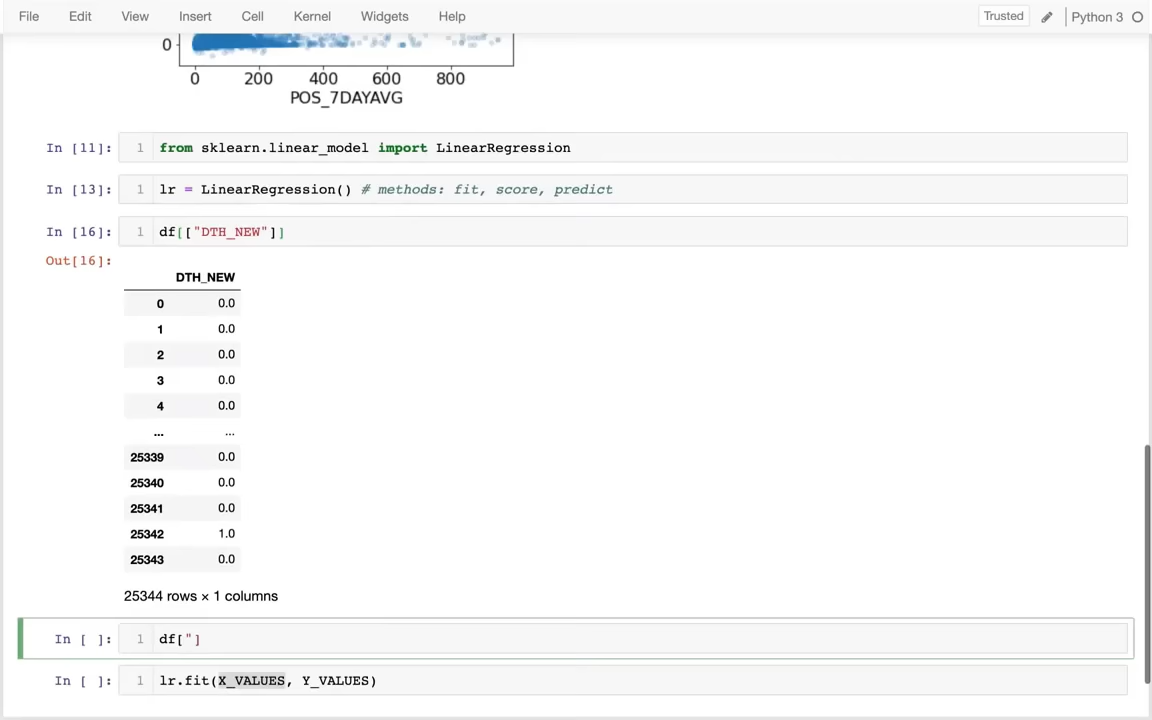 File Edit View Insert Cell Kernel Widgets Help Trusted Python 3
0
0 200 400 600 800
POS_7DAYAVG
In [11]: 1 from sklearn.linear_model import LinearRegression
In [13]: 1 lr = LinearRegression() # methods: fit, score, predict
In [16]: 1 df[["DTH_NEW"]]
Out[16]:
DTH_NEW
0 0.0
1 0.0
2 0.0
3 0.0
4 0.0
... ...
25339 0.0
25340 0.0
25341 0.0
25342 1.0
25343 0.0
25344 rows × 1 columns
In [ ]: 1 df["]
In [ ]: 1 lr.fit(X_VALUES, Y_VALUES)